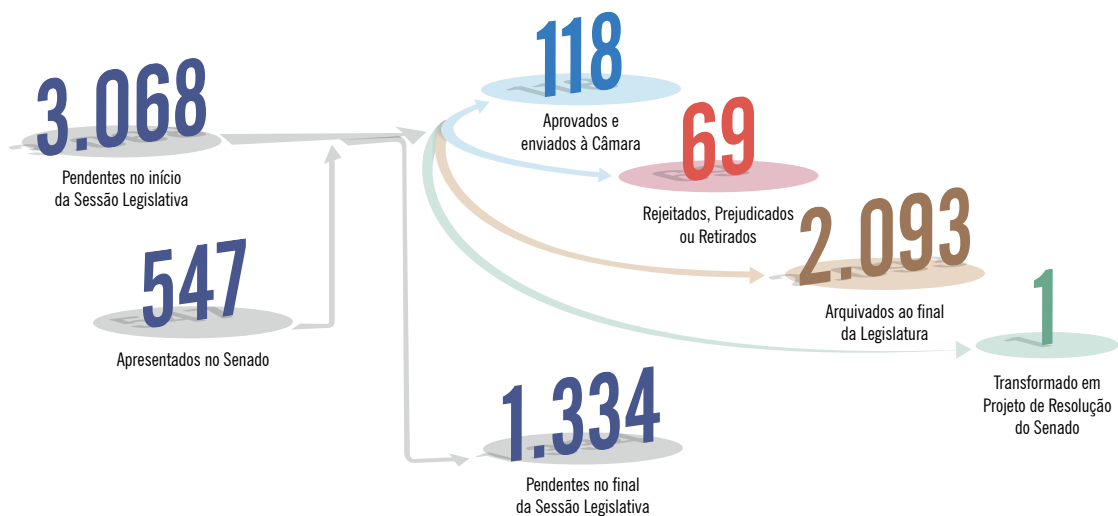 3.068
Pendentes no início
da Sessão Legislativa
547
Apresentados no Senado
118
Aprovados e
enviados à Câmara
69
Rejeitados, Prejudicados
ou Retirados
2.093
Arquivados ao final
da Legislatura
1
Transformado em
Projeto de Resolução
do Senado
1.334
Pendentes no final
da Sessão Legislativa